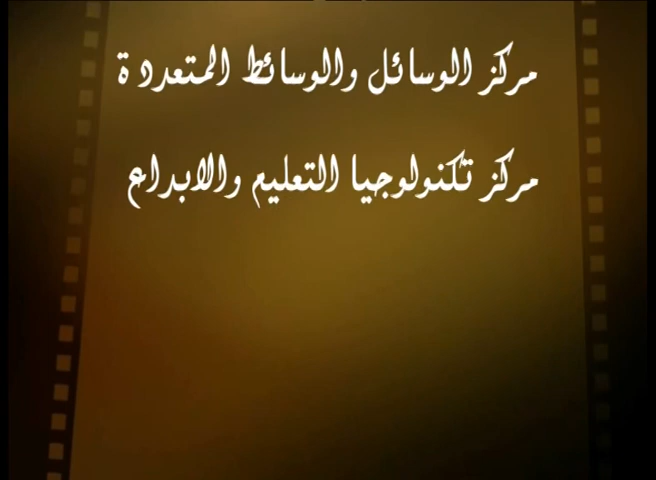 مركز الوسائل والوسائط المتعددة
مركز تكنولوجيا التعليم والابداع